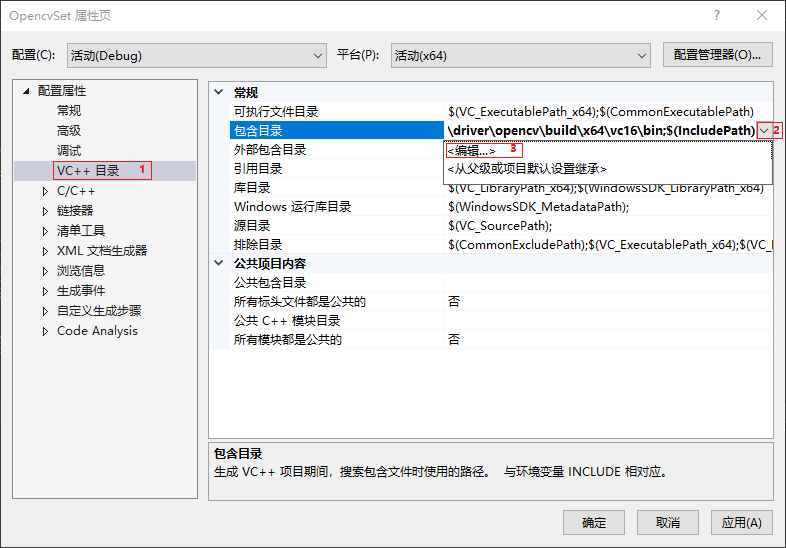 OpencvSet 属性页
配置(C): 活动(Debug) 平台(P): 活动(x64) 配置管理器(O)...
配置属性
常规
高级
调试
VC++ 目录 1
C/C++
链接器
清单工具
XML 文档生成器
浏览信息
生成事件
自定义生成步骤
Code Analysis
常规
可执行文件目录 $(VC_ExecutablePath_x64);$(CommonExecutablePath)
包含目录 \driver\opencv\build\x64\vc16\bin;$(IncludePath) 2
外部包含目录 <编辑...> 3
引用目录 <从父级或项目默认设置继承>
库目录 $(VC_LibraryPath_x64);$(WindowsSDK_LibraryPath_x64)
Windows 运行库目录 $(WindowsSDK_MetadataPath);
源目录 $(VC_SourcePath);
排除目录 $(CommonExcludePath);$(VC_ExecutablePath_x64);$(VC_
公共项目内容
公共包含目录
所有标头文件都是公共的 否
公共 C++ 模块目录
所有模块都是公共的 否
包含目录
生成 VC++ 项目期间，搜索包含文件时使用的路径。 与环境变量 INCLUDE 相对应。
确定 取消 应用(A)